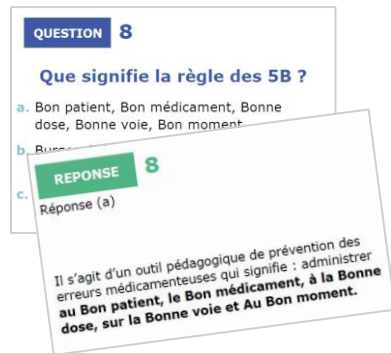 QUESTION 8
Que signifie la règle des 5B ?
a. Bon patient, Bon médicament, Bonne
dose, Bonne voie, Bon moment
b.
c.
REPONSE 8
Réponse (a)
Il s'agit d'un outil pédagogique de prévention des
erreurs médicamenteuses qui signifie : administrer
au Bon patient, le Bon médicament, à la Bonne
dose, sur la Bonne voie et Au Bon moment.